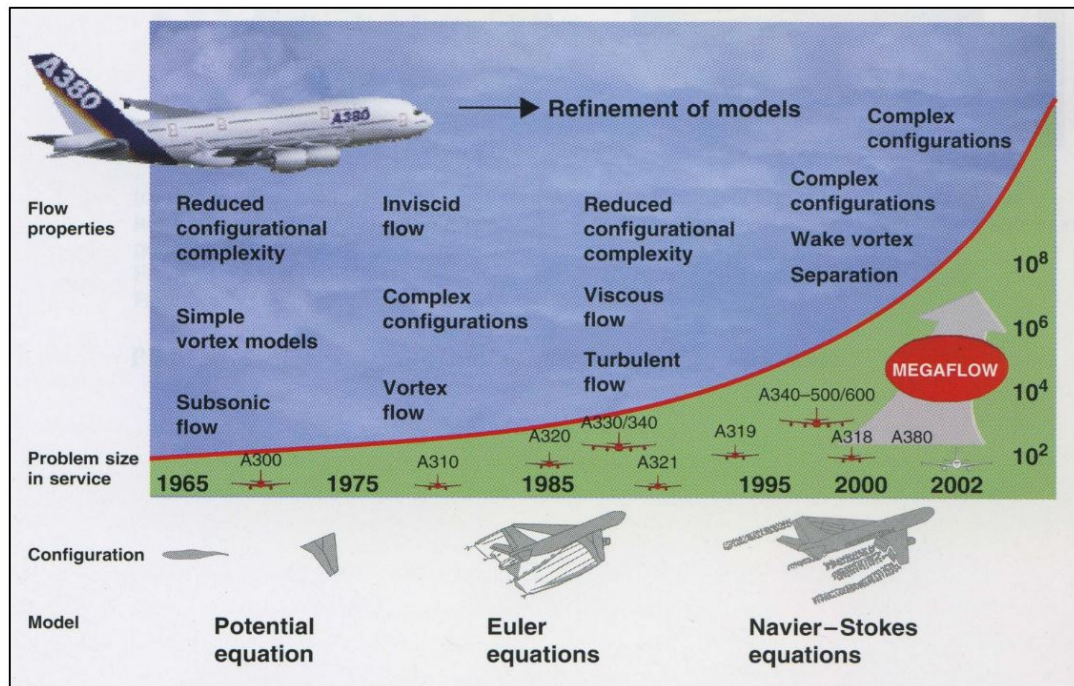 A380
A380
Refinement of models
Complex
configurations
Flow
properties
Reduced
configurational
complexity
Inviscid
flow
Reduced
configurational
complexity
Complex
configurations
Wake vortex
Separation
Simple
vortex models
Complex
configurations
Viscous
flow
Subsonic
flow
Vortex
flow
Turbulent
flow
10⁸
10⁶
10⁴
10²
MEGAFLOW
Problem size
in service
A300
A310
A320
A330/340
A321
A319
A340–500/600
A318
A380
1965
1975
1985
1995
2000
2002
Configuration
Model
Potential
equation
Euler
equations
Navier–Stokes
equations